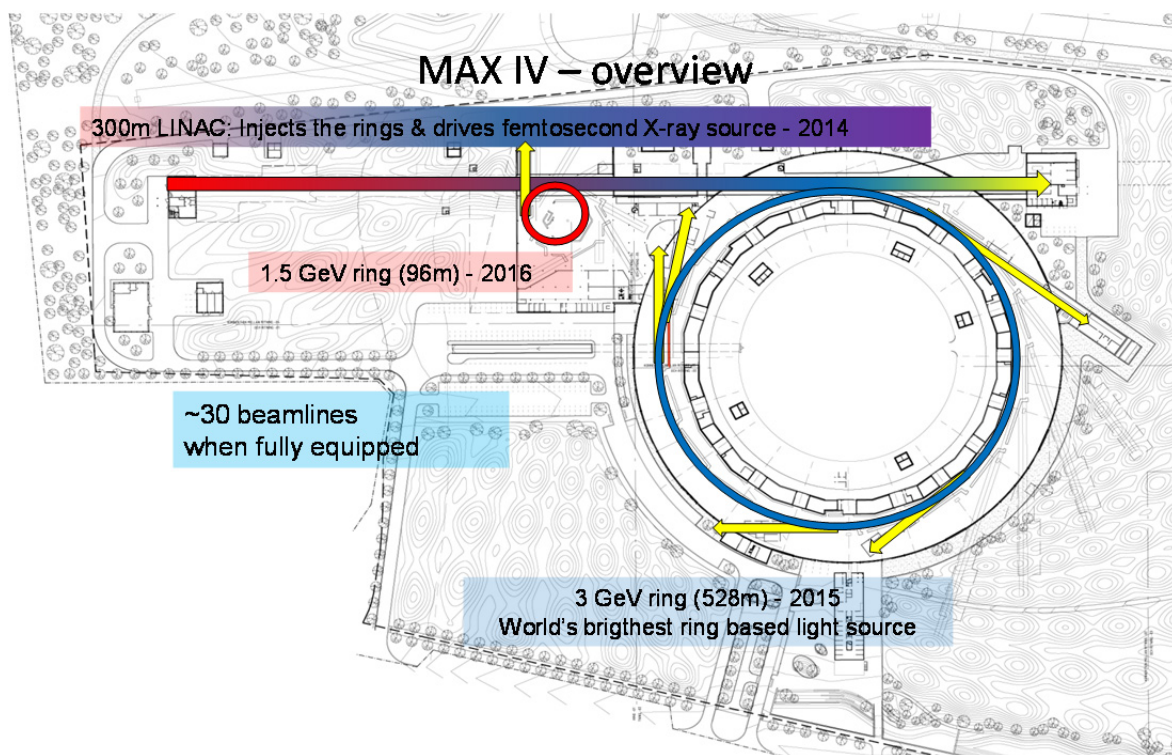 MAX IV – overview
300m LINAC: Injects the rings & drives femtosecond X-ray source - 2014
1.5 GeV ring (96m) - 2016
~30 beamlines
when fully equipped
3 GeV ring (528m) - 2015
World's brigthest ring based light source